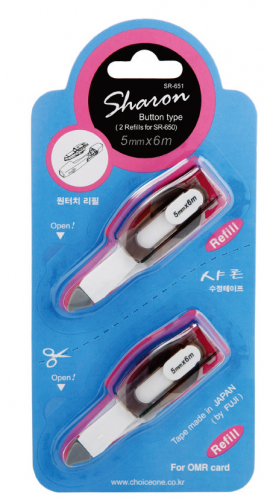 SR-651
Sharon
Button type
( 2 Refills for SR-650)
5mm x 6m
원터치 리필
Open!
5mm x 6m
Refill
샤론
수정테이프
Open!
5mm x 6m
Tape made in JAPAN
( by FUJI )
Refill
For OMR card
www.choiceone.co.kr